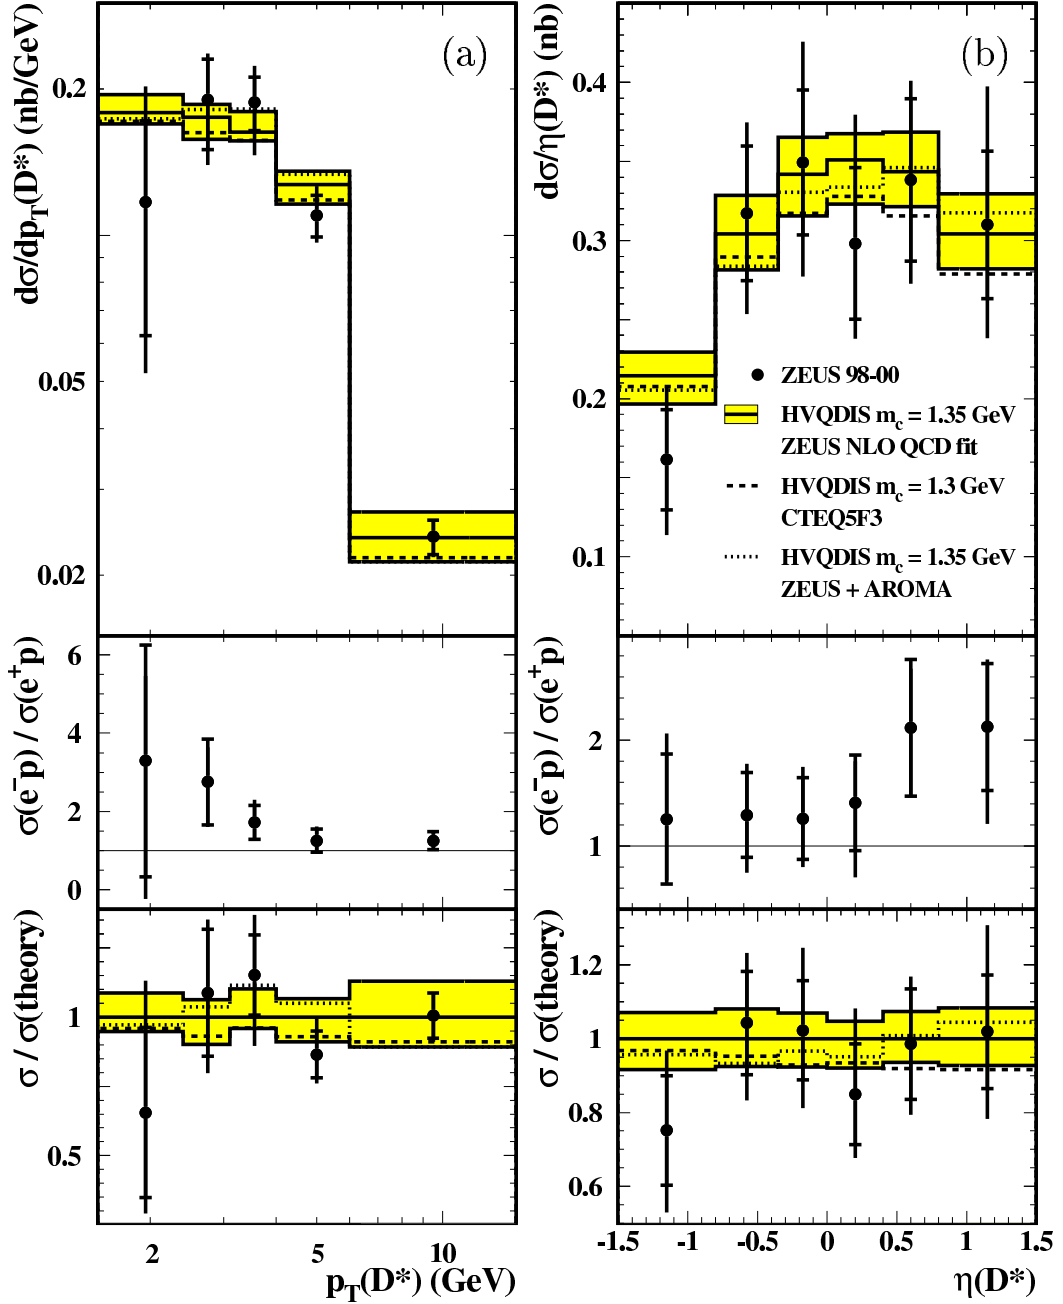 (a)
dσ/dp_T(D*) (nb/GeV)
0.2
0.05
0.02
σ(e⁻p) / σ(e⁺p)
6
4
2
0
σ / σ(theory)
1
0.5
2
5
10
p_T(D*) (GeV)
(b)
dσ/η(D*) (nb)
0.4
0.3
0.2
0.1
ZEUS 98-00
HVQDIS m_c = 1.35 GeV
ZEUS NLO QCD fit
HVQDIS m_c = 1.3 GeV
CTEQ5F3
HVQDIS m_c = 1.35 GeV
ZEUS + AROMA
σ(e⁻p) / σ(e⁺p)
2
1
σ / σ(theory)
1.2
1
0.8
0.6
-1.5
-1
-0.5
0
0.5
1
1.5
η(D*)